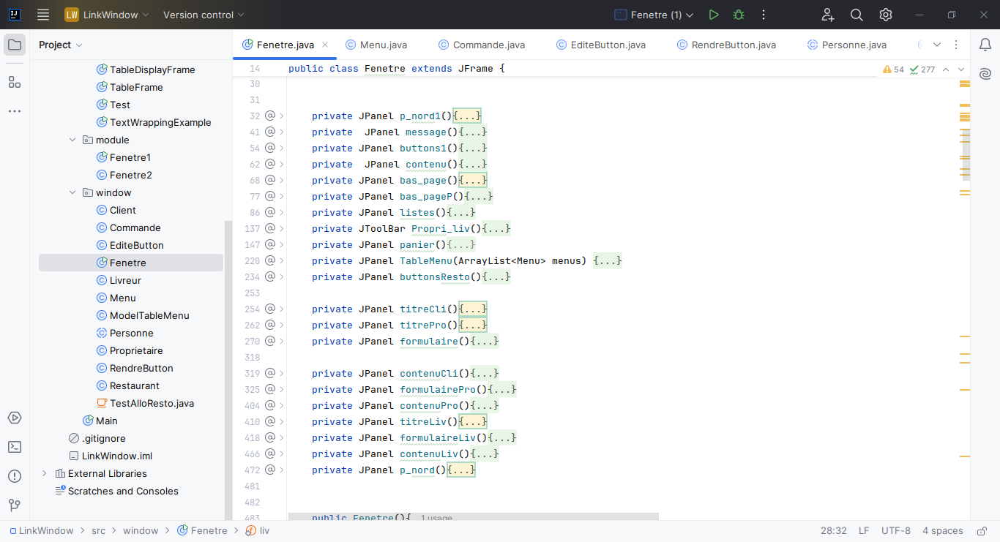 LW LinkWindow Version control Fenetre (1)
Project
Fenetre.java Menu.java Commande.java EditeButton.java RendreButton.java Personne.java
TableDisplayFrame
TableFrame
Test
TextWrappingExample
module
Fenetre1
Fenetre2
window
Client
Commande
EditeButton
Fenetre
Livreur
Menu
ModelTableMenu
Personne
Proprietaire
RendreButton
Restaurant
TestAlloResto.java
Main
.gitignore
LinkWindow.iml
External Libraries
Scratches and Consoles
14 public class Fenetre extends JFrame {
54 277
30
31
32 @ private JPanel p_nord1(){...}
41 @ private  JPanel message(){...}
54 @ private JPanel buttons1(){...}
62 @ private  JPanel contenu(){...}
68 @ private JPanel bas_page(){...}
77 @ private JPanel bas_pageP(){...}
86 @ private JPanel listes(){...}
137 @ private JToolBar Propri_liv(){...}
147 @ private JPanel panier(){...}
220 @ private JPanel TableMenu(ArrayList<Menu> menus) {...}
234 @ private JPanel buttonsResto(){...}
253
254 @ private JPanel titreCli(){...}
262 @ private JPanel titrePro(){...}
270 @ private JPanel formulaire(){...}
318
319 @ private JPanel contenuCli(){...}
325 @ private JPanel formulairePro(){...}
404 @ private JPanel contenuPro(){...}
410 @ private JPanel titreLiv(){...}
418 @ private JPanel formulaireLiv(){...}
466 @ private JPanel contenuLiv(){...}
472 @ private JPanel p_nord(){...}
481
482
483 public Fenetre(){ 1 usage
LinkWindow > src > window > Fenetre > liv
28:32 LF UTF-8 4 spaces